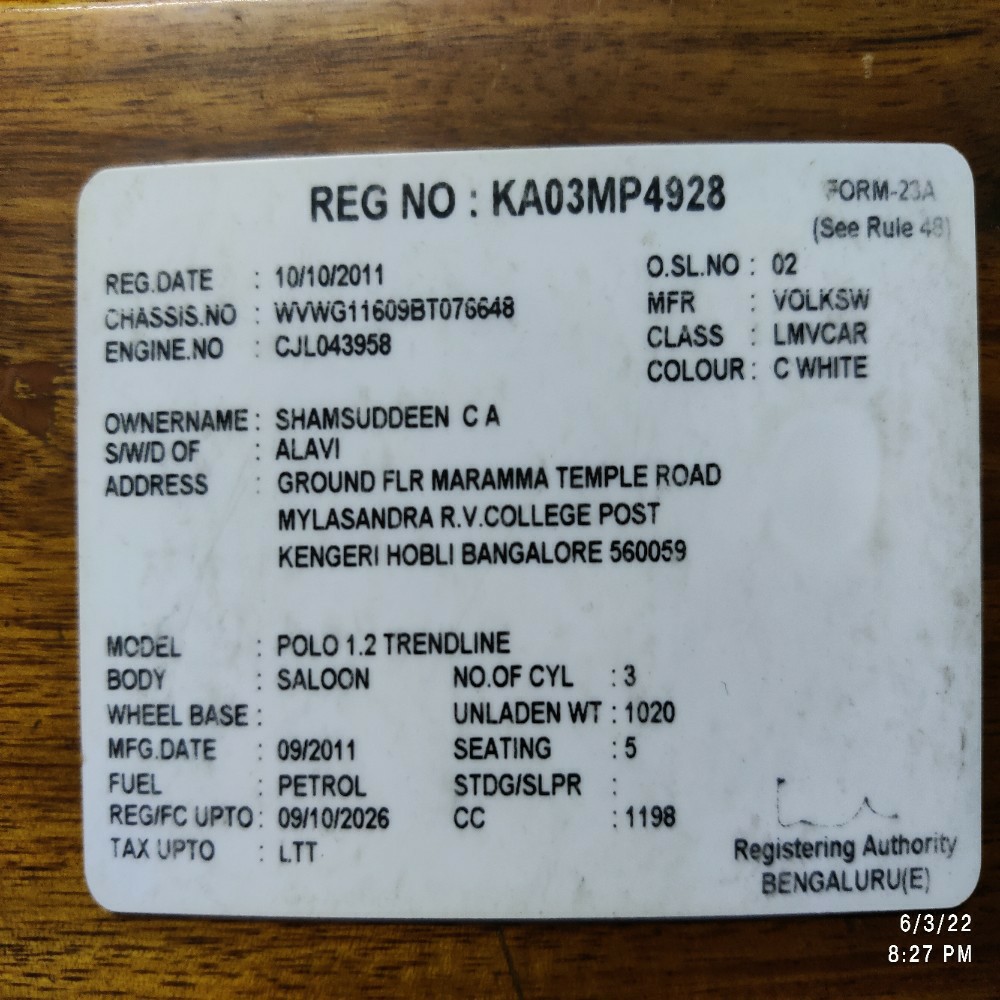 REG NO : KA03MP4928
FORM-23A
(See Rule 48)
REG.DATE : 10/10/2011
CHASSIS.NO : WVWG11609BT076648
ENGINE.NO : CJL043958
O.SL.NO : 02
MFR : VOLKSW
CLASS : LMVCAR
COLOUR : C WHITE
OWNERNAME : SHAMSUDDEEN C A
S/W/D OF : ALAVI
ADDRESS : GROUND FLR MARAMMA TEMPLE ROAD
MYLASANDRA R.V.COLLEGE POST
KENGERI HOBLI BANGALORE 560059
MODEL : POLO 1.2 TRENDLINE
BODY : SALOON NO.OF CYL : 3
WHEEL BASE : UNLADEN WT : 1020
MFG.DATE : 09/2011 SEATING : 5
FUEL : PETROL STDG/SLPR :
REG/FC UPTO : 09/10/2026 CC : 1198
TAX UPTO : LTT
Registering Authority
BENGALURU(E)
6/3/22
8:27 PM